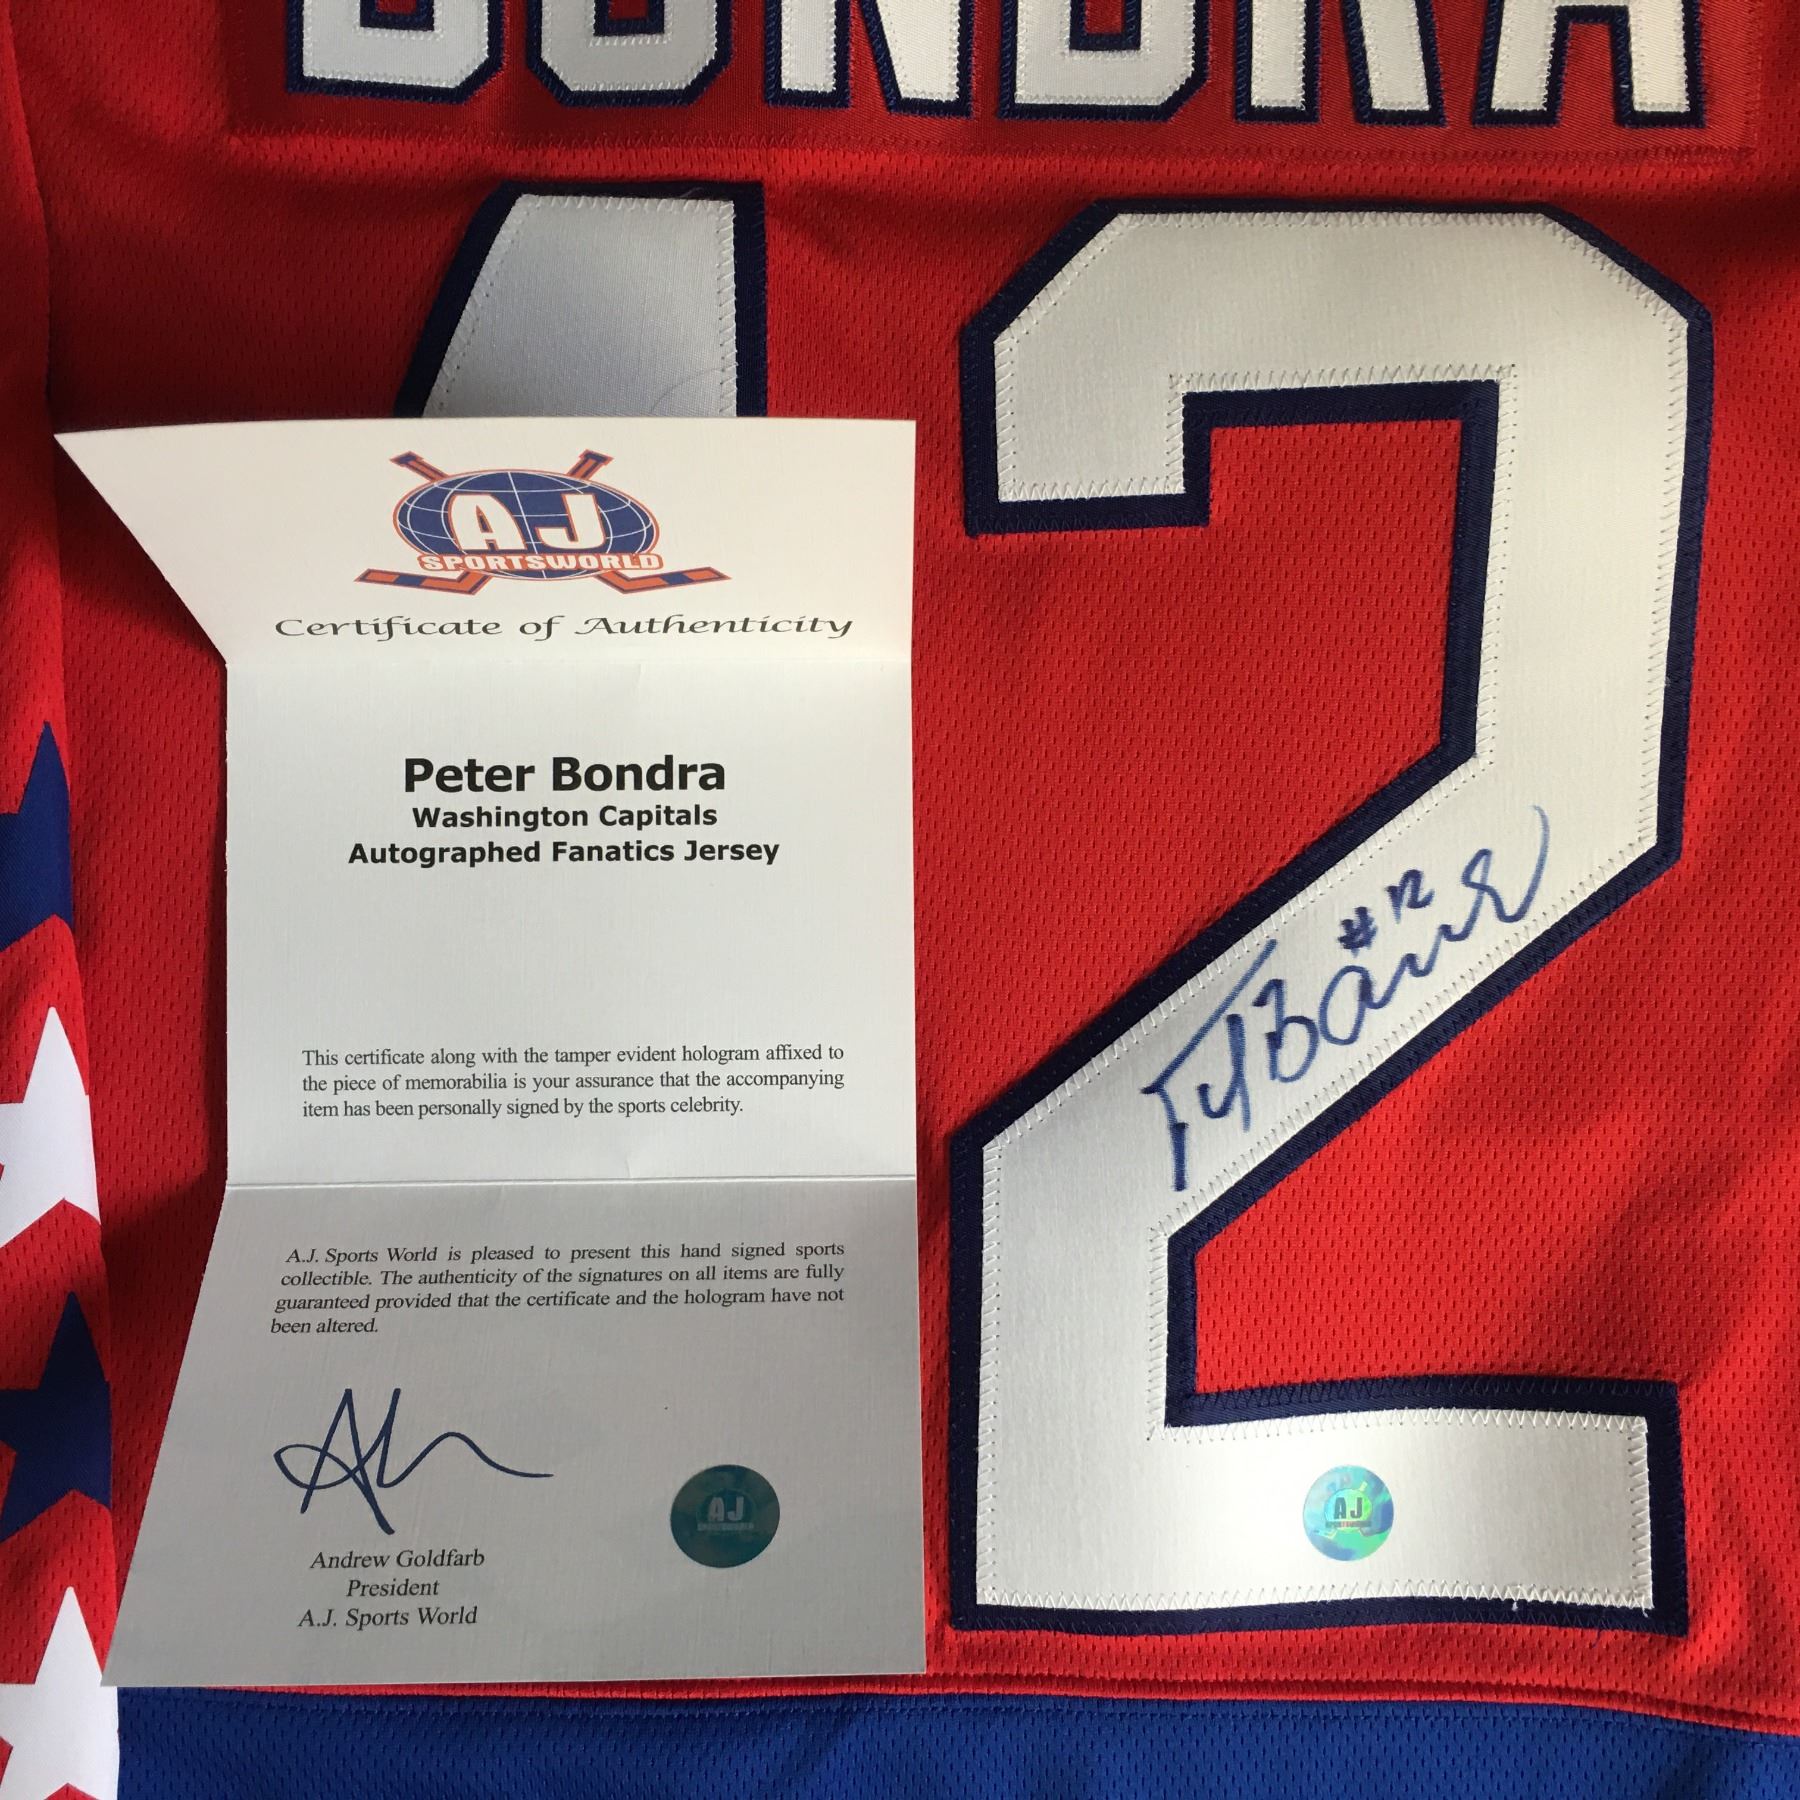 BONDRA
12
AJ
SPORTSWORLD
Certificate of Authenticity
Peter Bondra
Washington Capitals
Autographed Fanatics Jersey
This certificate along with the tamper evident hologram affixed to
the piece of memorabilia is your assurance that the accompanying
item has been personally signed by the sports celebrity.
A.J. Sports World is pleased to present this hand signed sports
collectible. The authenticity of the signatures on all items are fully
guaranteed provided that the certificate and the hologram have not
been altered.
Andrew Goldfarb
President
A.J. Sports World
AJ
SPORTSWORLD
#12
AJ
SPORTSWORLD